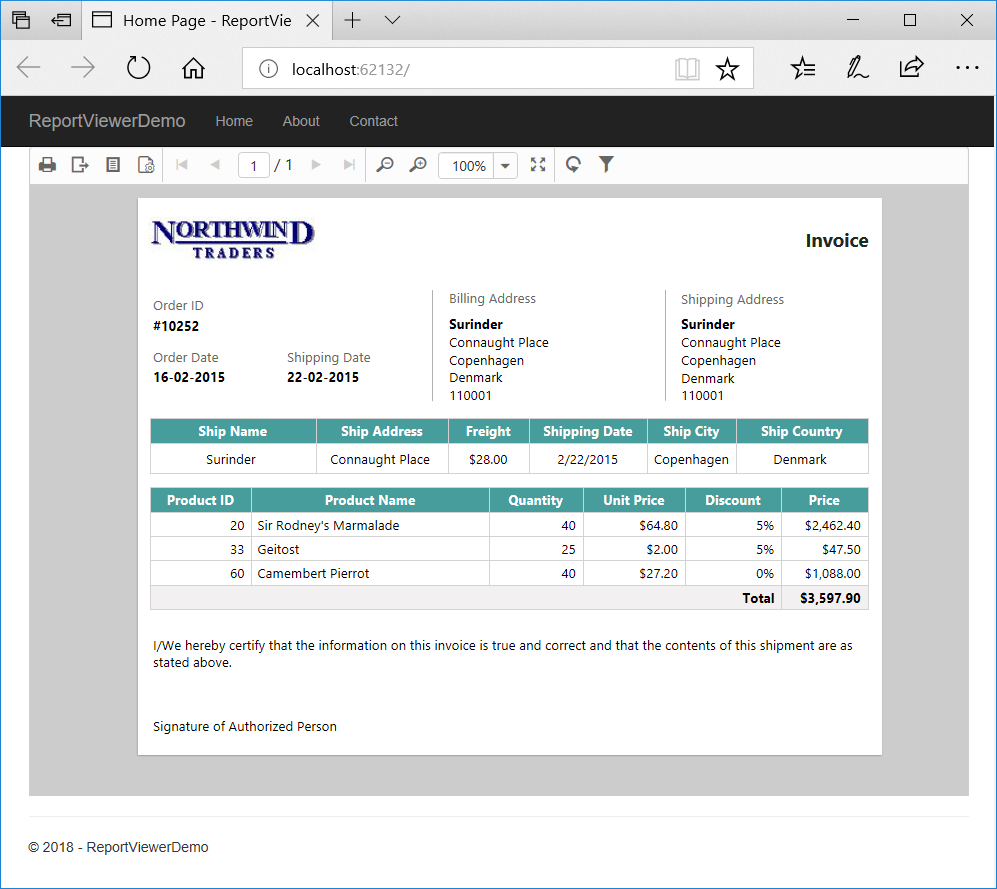 Home Page - ReportVie
localhost:62132/
ReportViewerDemo Home About Contact
1 / 1 100%
NORTHWIND
TRADERS
Invoice
Order ID
#10252
Order Date Shipping Date
16-02-2015 22-02-2015
Billing Address
Surinder
Connaught Place
Copenhagen
Denmark
110001
Shipping Address
Surinder
Connaught Place
Copenhagen
Denmark
110001
Ship Name Ship Address Freight Shipping Date Ship City Ship Country
Surinder Connaught Place $28.00 2/22/2015 Copenhagen Denmark
Product ID Product Name Quantity Unit Price Discount Price
20 Sir Rodney's Marmalade 40 $64.80 5% $2,462.40
33 Geitost 25 $2.00 5% $47.50
60 Camembert Pierrot 40 $27.20 0% $1,088.00
Total $3,597.90
I/We hereby certify that the information on this invoice is true and correct and that the contents of this shipment are as
stated above.
Signature of Authorized Person
© 2018 - ReportViewerDemo